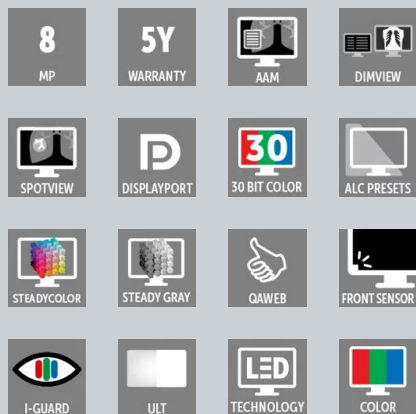 8
MP
5Y
WARRANTY
AAM
DIMVIEW
SPOTVIEW
DISPLAYPORT
30
30 BIT COLOR
ALC PRESETS
STEADYCOLOR
STEADY GRAY
QAWEB
FRONT SENSOR
I-GUARD
ULT
LED
TECHNOLOGY
COLOR